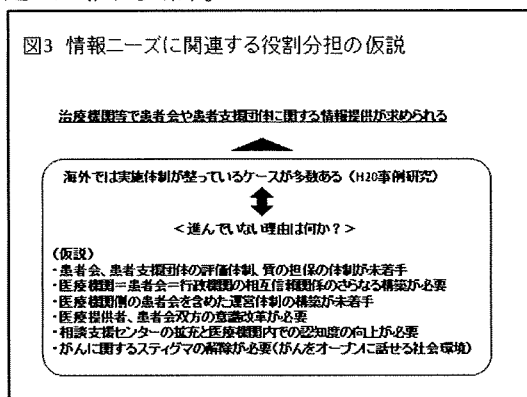 図3 情報ニーズに関連する役割分担の仮説
治療機関等で患者会や患者支援団体に関する情報提供が求められる
海外では実施体制が整っているケースが多数ある（H20事例研究）
＜進んでいない理由は何か？＞
（仮説）
・患者会、患者支援団体の評価体制、質の担保の体制が未着手
・医療機関＝患者会＝行政機関の相互信頼関係のさらなる構築が必要
・医療機関側の患者会を含めた運営体制の構築が未着手
・医療提供者、患者会双方の意識改革が必要
・相談支援センターの拡充と医療機関内での認知度の向上が必要
・がんに関するスティグマの解除が必要（がんをオープンに話せる社会環境）